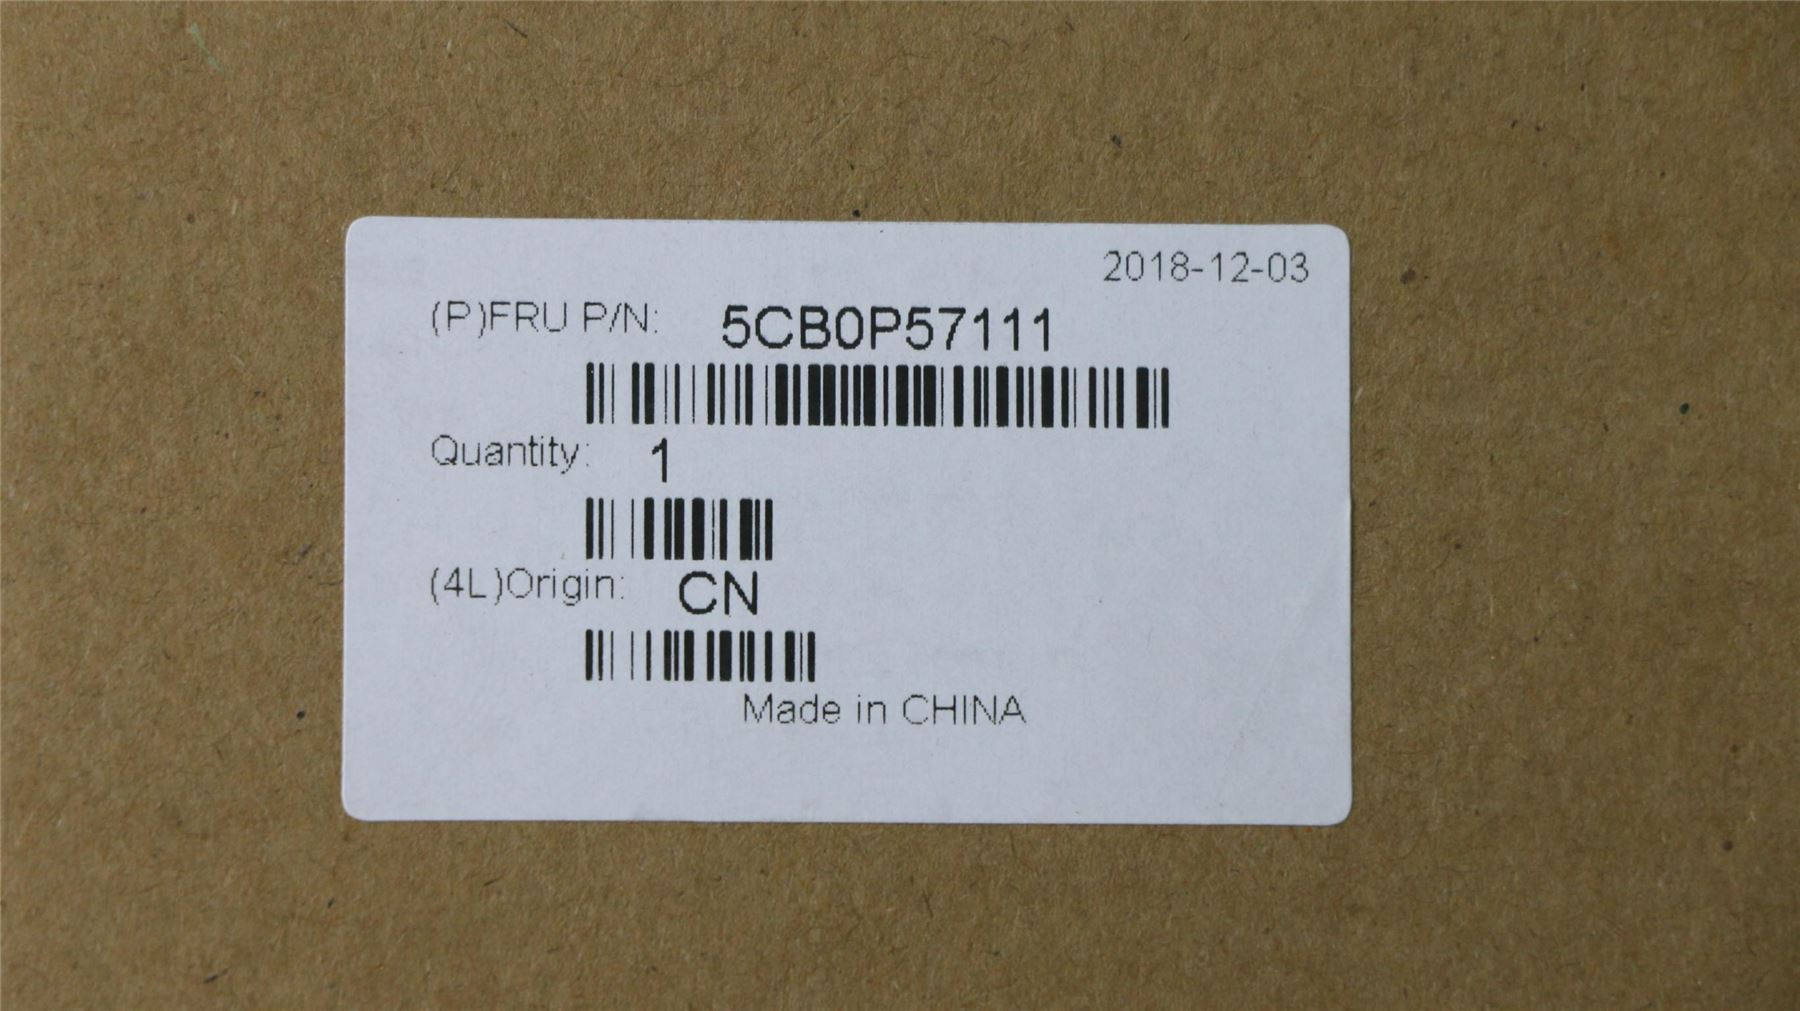 2018-12-03
(P)FRU P/N: 5CB0P57111
Quantity: 1
(4L)Origin: CN
Made in CHINA